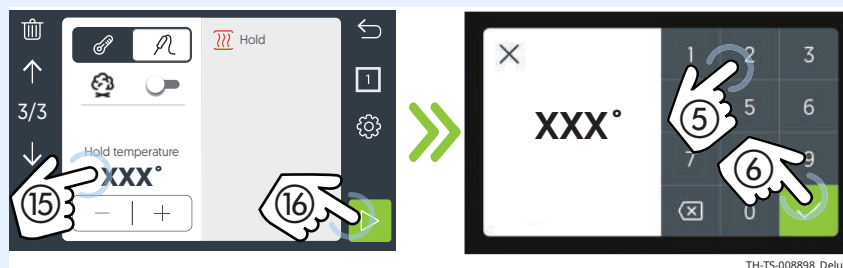 Hold
1
3/3
Hold temperature
XXX°
15
16
XXX°
1 2 3
5 6
7 9
0
5
6
TH-TS-008898_Delu